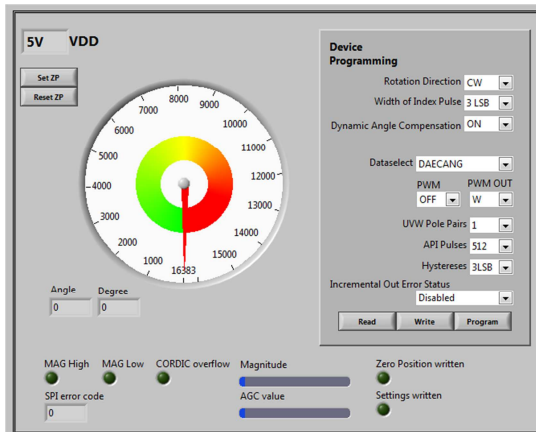 5V VDD
Set ZP
Reset ZP
8000
7000 9000
6000 10000
5000 11000
4000 12000
3000 13000
2000 14000
1000 16383 15000
Angle Degree
0 0
MAG High MAG Low CORDIC overflow Magnitude Zero Position written
SPI error code AGC value Settings written
0
Device
Programming
Rotation Direction CW
Width of Index Pulse 3 LSB
Dynamic Angle Compensation ON
Dataselect DAECANG
PWM PWM OUT
OFF W
UVW Pole Pairs 1
API Pulses 512
Hystereses 3LSB
Incremental Out Error Status
Disabled
Read Write Program